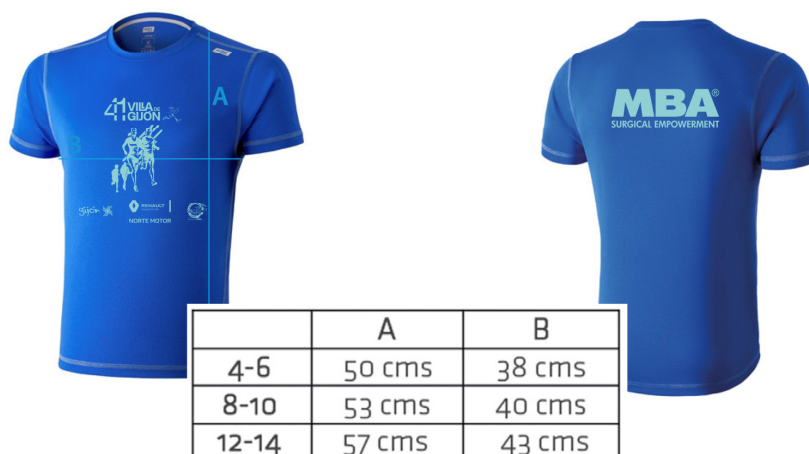 41 VILLA DE
GIJON
A
B
gijón
RENAULT
NORTE MOTOR
MBA®
SURGICAL EMPOWERMENT
A B
4-6 50 cms 38 cms
8-10 53 cms 40 cms
12-14 57 cms 43 cms